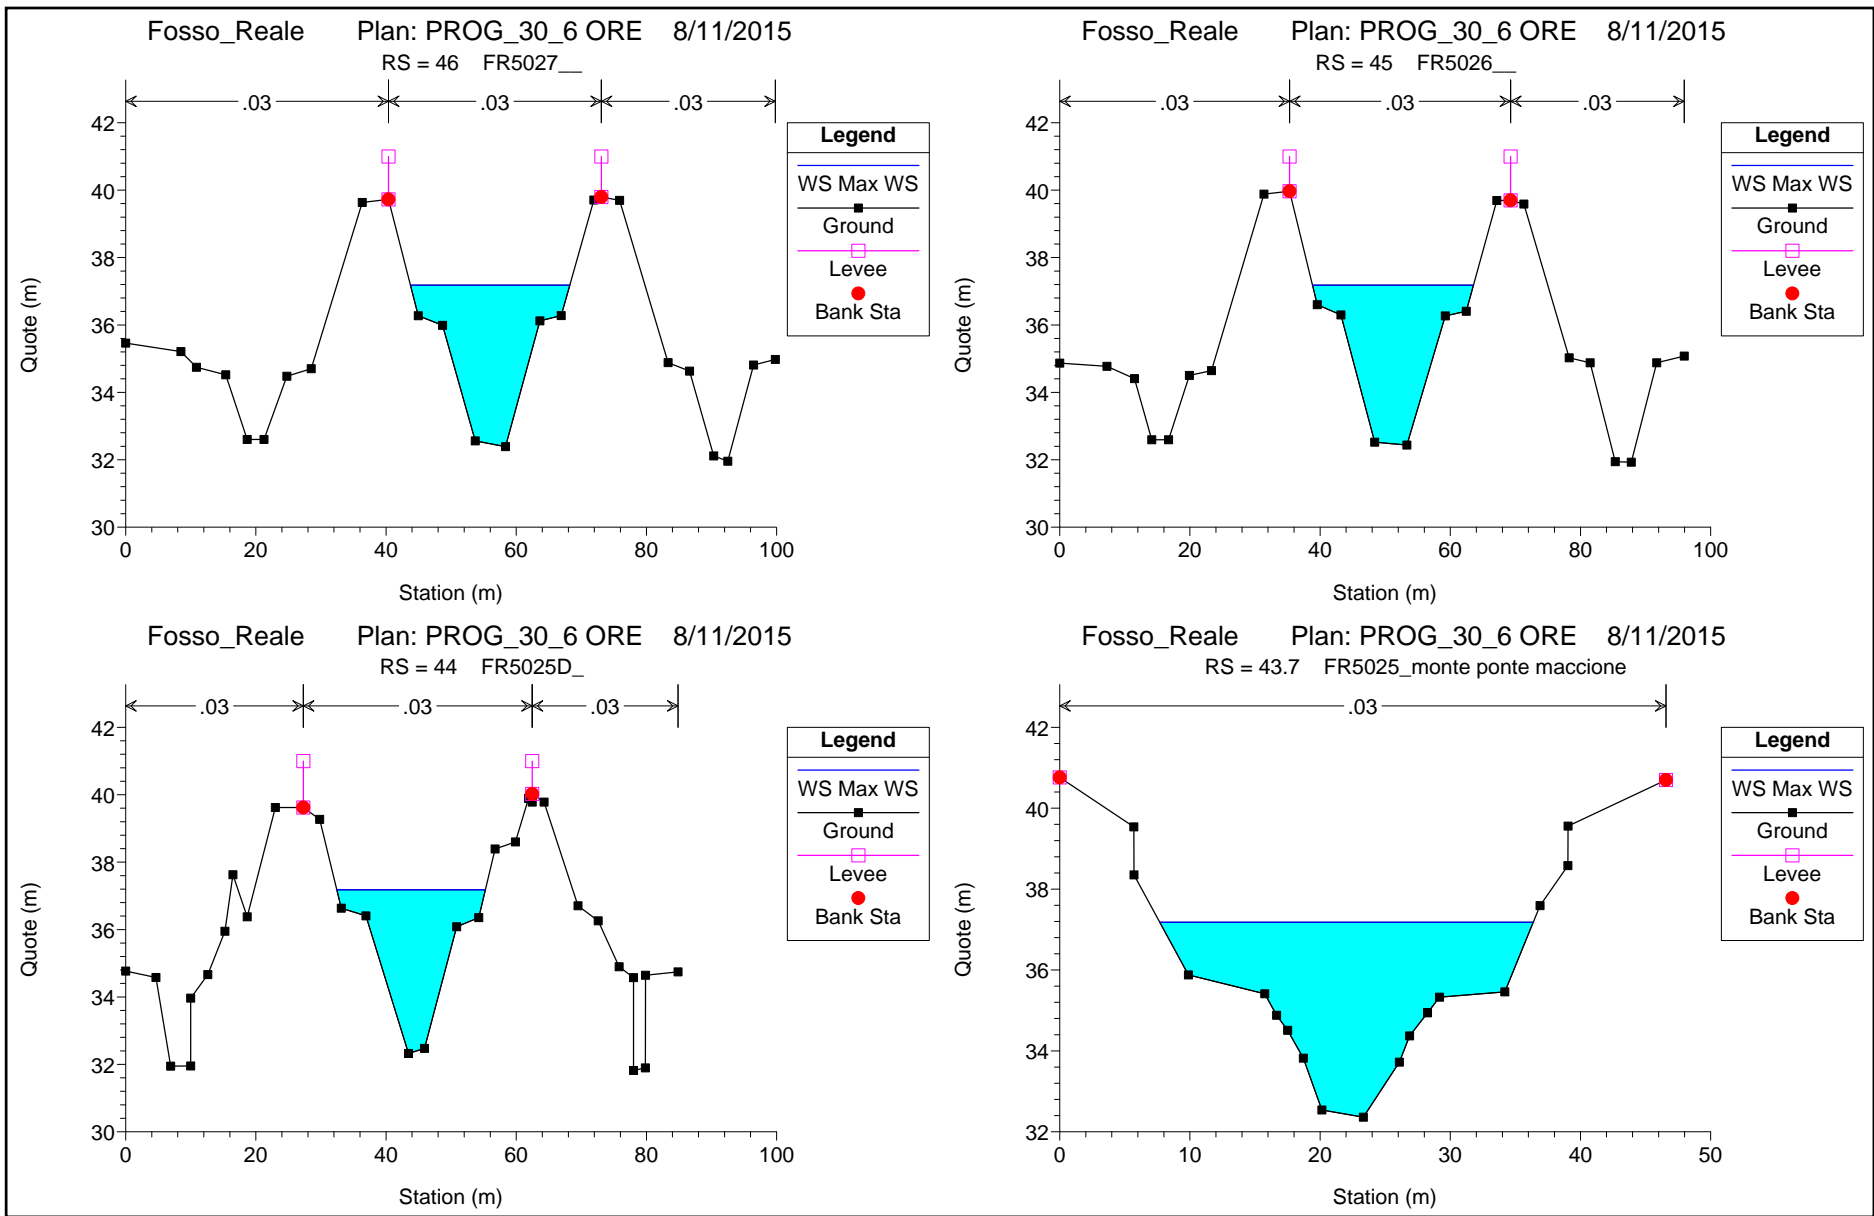 Fosso_Reale Plan: PROG_30_6 ORE 8/11/2015
RS = 46 FR5027__
.03 .03 .03
42
40
38
36
34
32
30
0 20 40 60 80 100
Quote (m)
Station (m)
Legend
WS Max WS
Ground
Levee
Bank Sta
Fosso_Reale Plan: PROG_30_6 ORE 8/11/2015
RS = 45 FR5026__
.03 .03 .03
42
40
38
36
34
32
30
0 20 40 60 80 100
Quote (m)
Station (m)
Legend
WS Max WS
Ground
Levee
Bank Sta
Fosso_Reale Plan: PROG_30_6 ORE 8/11/2015
RS = 44 FR5025D_
.03 .03 .03
42
40
38
36
34
32
30
0 20 40 60 80 100
Quote (m)
Station (m)
Legend
WS Max WS
Ground
Levee
Bank Sta
Fosso_Reale Plan: PROG_30_6 ORE 8/11/2015
RS = 43.7 FR5025_monte ponte maccione
.03
42
40
38
36
34
32
0 10 20 30 40 50
Quote (m)
Station (m)
Legend
WS Max WS
Ground
Levee
Bank Sta